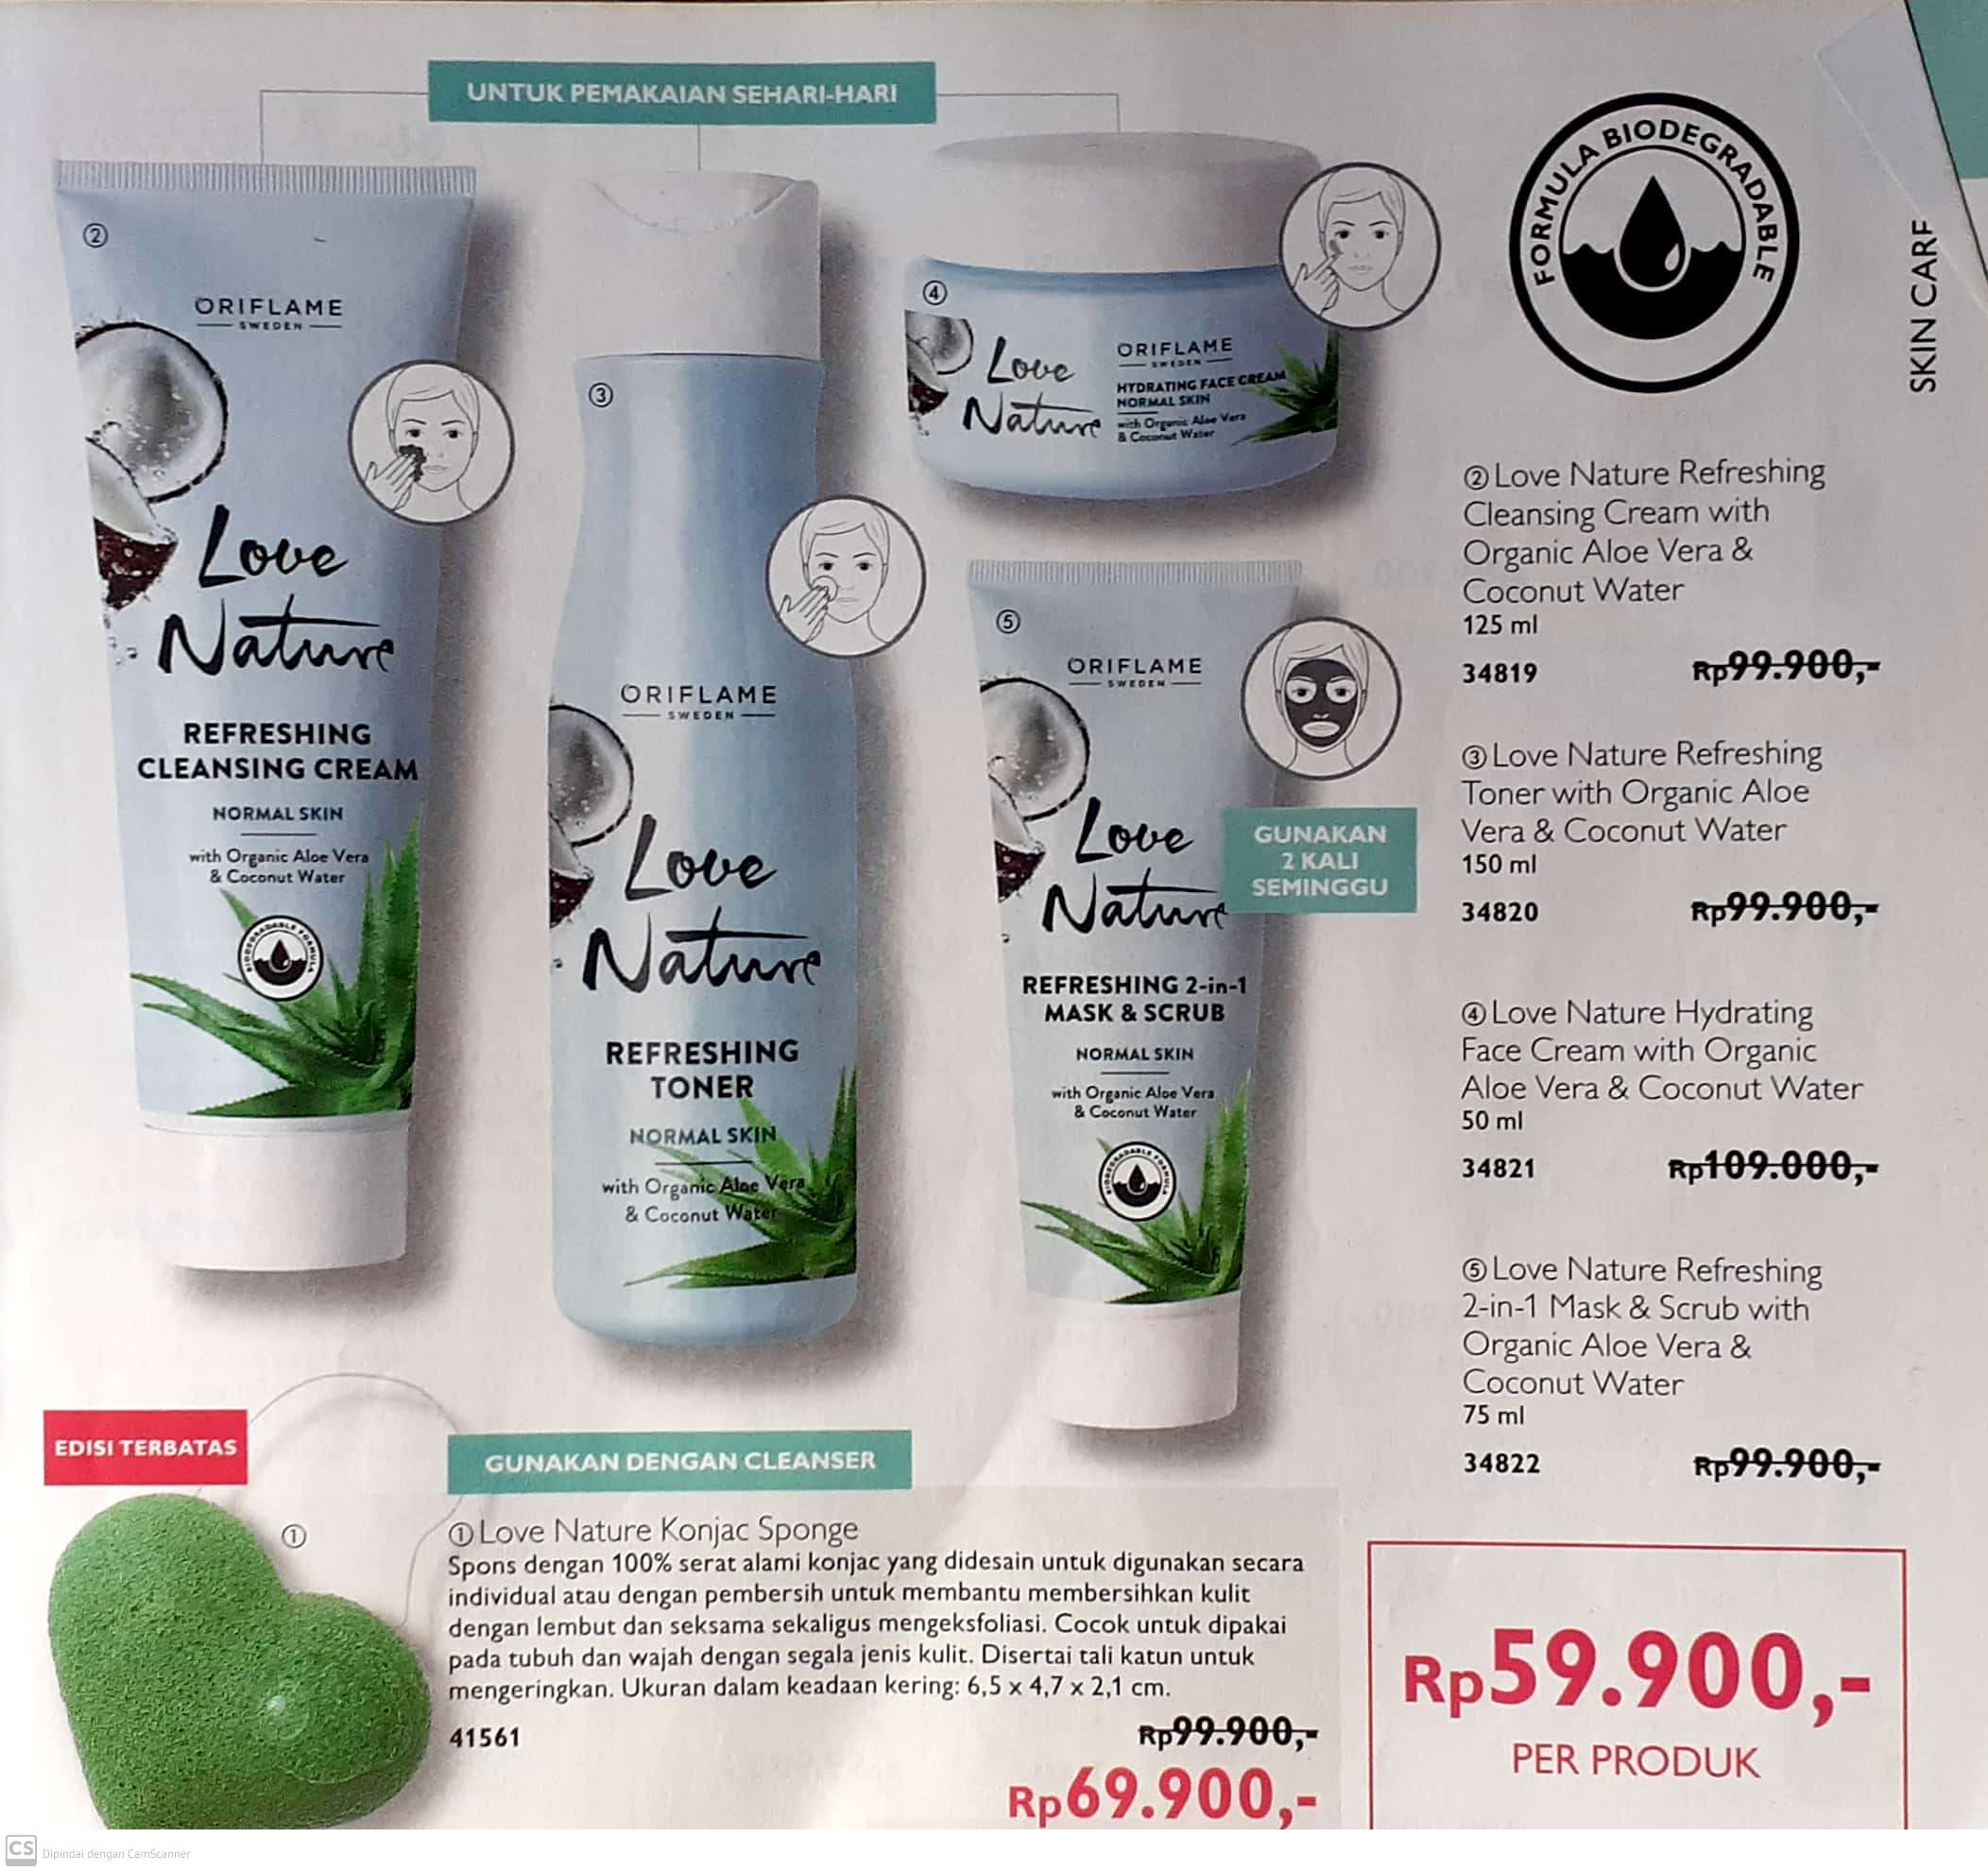 UNTUK PEMAKAIAN SEHARI-HARI
②
ORIFLAME
SWEDEN
Love
Nature
REFRESHING
CLEANSING CREAM
NORMAL SKIN
with Organic Aloe Vera
& Coconut Water
BIODEGRADABLE FORMULA
③
ORIFLAME
SWEDEN
Love
Nature
REFRESHING
TONER
NORMAL SKIN
with Organic Aloe Vera
& Coconut Water
④
Love
Nature
ORIFLAME
SWEDEN
HYDRATING FACE CREAM
NORMAL SKIN
with Organic Aloe Vera
& Coconut Water
⑤
ORIFLAME
SWEDEN
Love
Nature
REFRESHING 2-in-1
MASK & SCRUB
NORMAL SKIN
with Organic Aloe Vera
& Coconut Water
BIODEGRADABLE FORMULA
GUNAKAN
2 KALI
SEMINGGU
FORMULA BIODEGRADABLE
SKIN CARE
② Love Nature Refreshing
Cleansing Cream with
Organic Aloe Vera &
Coconut Water
125 ml
34819 Rp99.900,-
③ Love Nature Refreshing
Toner with Organic Aloe
Vera & Coconut Water
150 ml
34820 Rp99.900,-
④ Love Nature Hydrating
Face Cream with Organic
Aloe Vera & Coconut Water
50 ml
34821 Rp109.000,-
⑤ Love Nature Refreshing
2-in-1 Mask & Scrub with
Organic Aloe Vera &
Coconut Water
75 ml
34822 Rp99.900,-
EDISI TERBATAS
GUNAKAN DENGAN CLEANSER
①
① Love Nature Konjac Sponge
Spons dengan 100% serat alami konjac yang didesain untuk digunakan secara
individual atau dengan pembersih untuk membantu membersihkan kulit
dengan lembut dan seksama sekaligus mengeksfoliasi. Cocok untuk dipakai
pada tubuh dan wajah dengan segala jenis kulit. Disertai tali katun untuk
mengeringkan. Ukuran dalam keadaan kering: 6,5 x 4,7 x 2,1 cm.
41561 Rp99.900,-
Rp69.900,-
Rp59.900,-
PER PRODUK
CS Dipindai dengan CamScanner